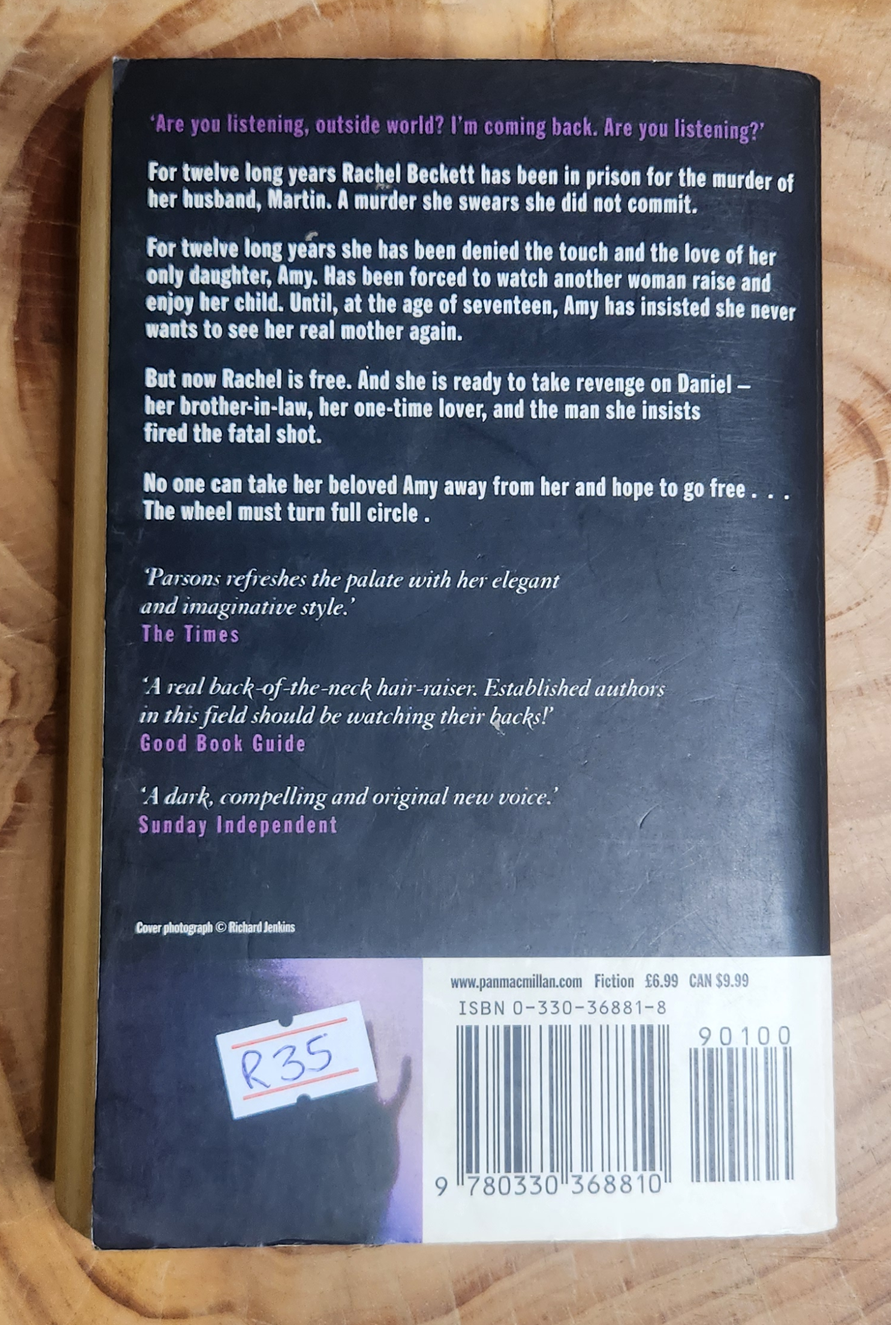 ‘Are you listening, outside world? I’m coming back. Are you listening?’
For twelve long years Rachel Beckett has been in prison for the murder of
her husband, Martin. A murder she swears she did not commit.
For twelve long years she has been denied the touch and the love of her
only daughter, Amy. Has been forced to watch another woman raise and
enjoy her child. Until, at the age of seventeen, Amy has insisted she never
wants to see her real mother again.
But now Rachel is free. And she is ready to take revenge on Daniel –
her brother-in-law, her one-time lover, and the man she insists
fired the fatal shot.
No one can take her beloved Amy away from her and hope to go free . . .
The wheel must turn full circle .
‘Parsons refreshes the palate with her elegant
and imaginative style.’
The Times
‘A real back-of-the-neck hair-raiser. Established authors
in this field should be watching their backs!’
Good Book Guide
‘A dark, compelling and original new voice.’
Sunday Independent
Cover photograph © Richard Jenkins
R35
www.panmacmillan.com Fiction £6.99 CAN $9.99
ISBN 0-330-36881-8
90100
9 780330 368810